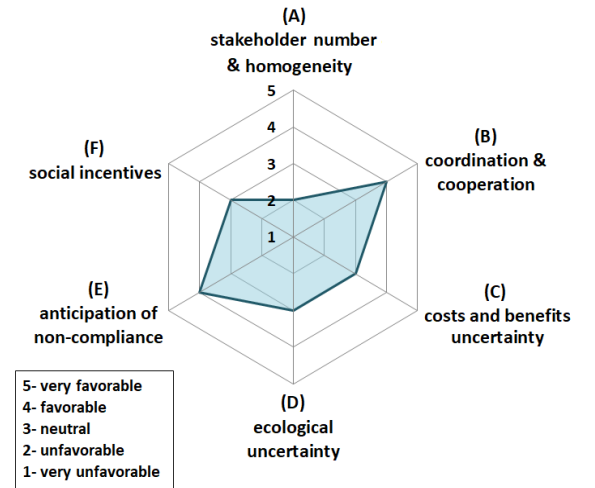 (A)
stakeholder number
& homogeneity
5
4
3
2
1
(B)
coordination &
cooperation
(C)
costs and benefits
uncertainty
(D)
ecological
uncertainty
(E)
anticipation of
non-compliance
(F)
social incentives
5- very favorable
4- favorable
3- neutral
2- unfavorable
1- very unfavorable